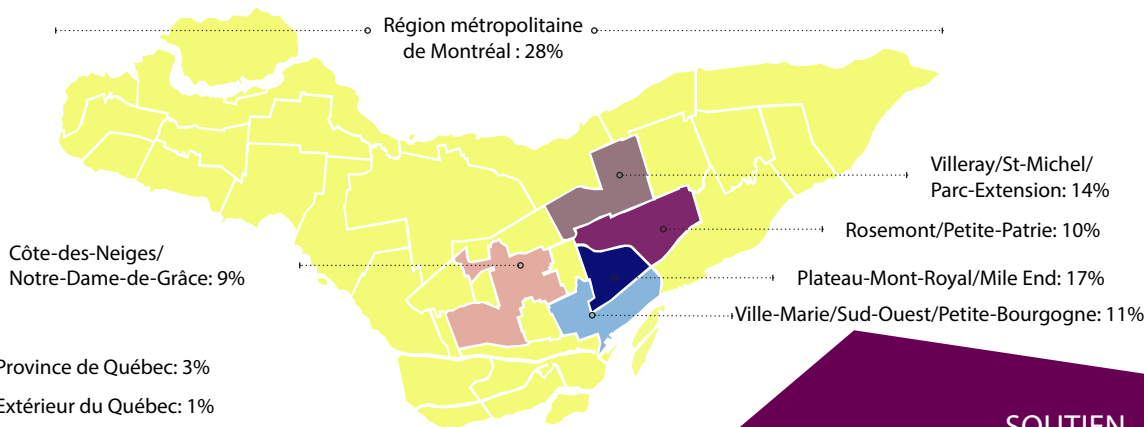 Région métropolitaine
de Montréal : 28%
Villeray/St-Michel/
Parc-Extension: 14%
Rosemont/Petite-Patrie: 10%
Côte-des-Neiges/
Notre-Dame-de-Grâce: 9%
Plateau-Mont-Royal/Mile End: 17%
Ville-Marie/Sud-Ouest/Petite-Bourgogne: 11%
Province de Québec: 3%
Extérieur du Québec: 1%
SOUTIEN